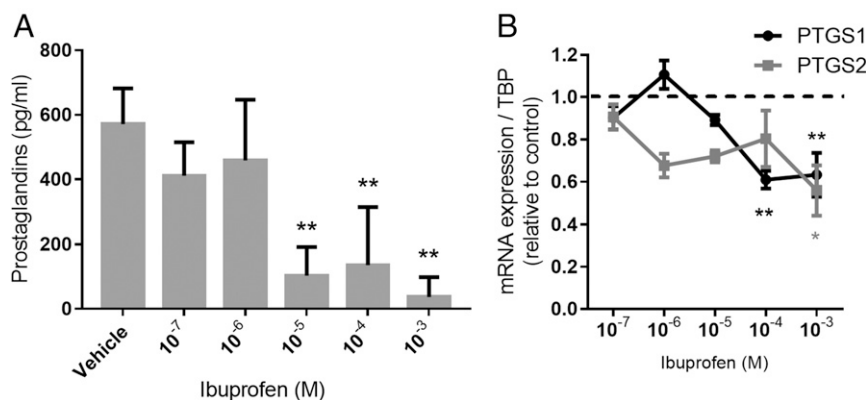 A
Prostaglandins (pg/ml)
800
600
400
200
0
**
**
**
Vehicle
10⁻⁷
10⁻⁶
10⁻⁵
10⁻⁴
10⁻³
Ibuprofen (M)
B
PTGS1
PTGS2
mRNA expression / TBP
(relative to control)
1.2
1.0
0.8
0.6
0.4
0.2
0.0
**
**
*
10⁻⁷
10⁻⁶
10⁻⁵
10⁻⁴
10⁻³
Ibuprofen (M)